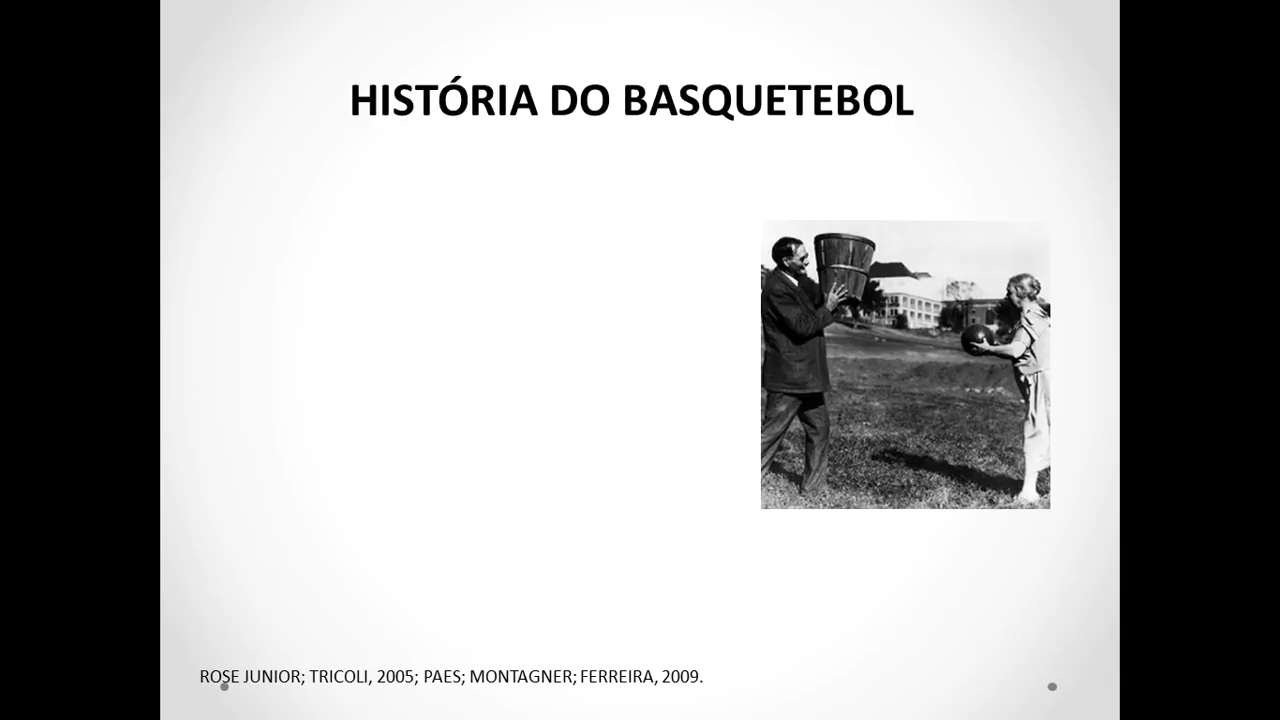 HISTÓRIA DO BASQUETEBOL
ROSE JUNIOR; TRICOLI, 2005; PAES; MONTAGNER; FERREIRA, 2009.